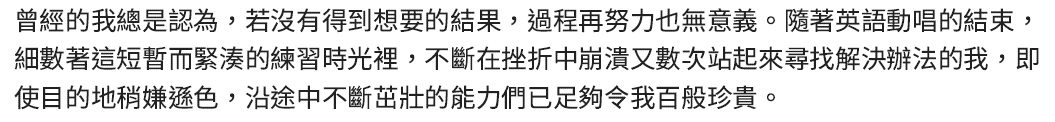 曾經的我總是認為，若沒有得到想要的結果，過程再努力也無意義。隨著英語動唱的結束，
細數著這短暫而緊湊的練習時光裡，不斷在挫折中崩潰又數次站起來尋找解決辦法的我，即
使目的地稍嫌遜色，沿途中不斷茁壯的能力們已足夠令我百般珍貴。